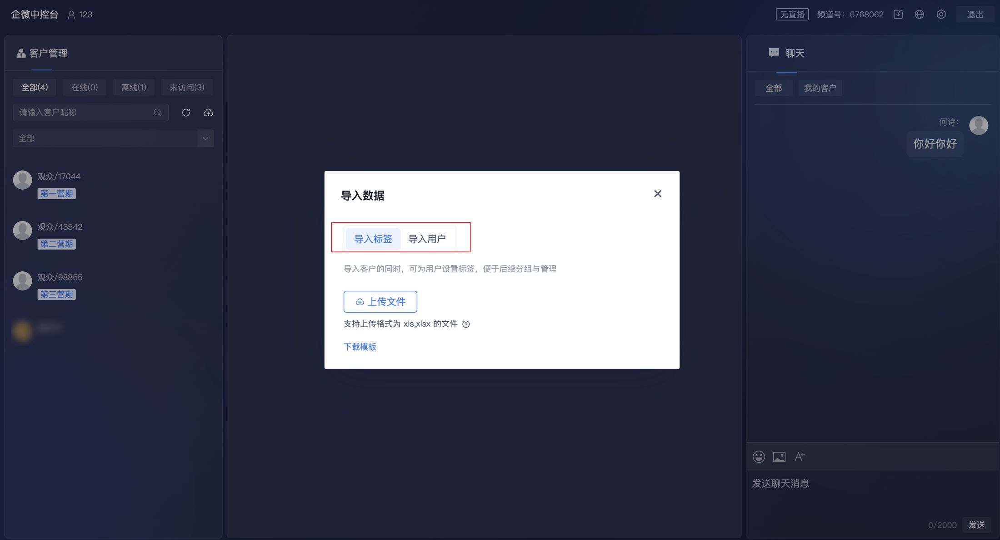 企微中控台 123
无直播 频道号：6768062 退出
客户管理
全部(4) 在线(0) 离线(1) 未访问(3)
请输入客户昵称
全部
观众/17044
第一营期
观众/43542
第二营期
观众/98855
第三营期
导入数据
导入标签 导入用户
导入客户的同时，可为用户设置标签，便于后续分组与管理
上传文件
支持上传格式为 xls,xlsx 的文件
下载模板
聊天
全部 我的客户
何诗：
你好你好
发送聊天消息
0/2000 发送